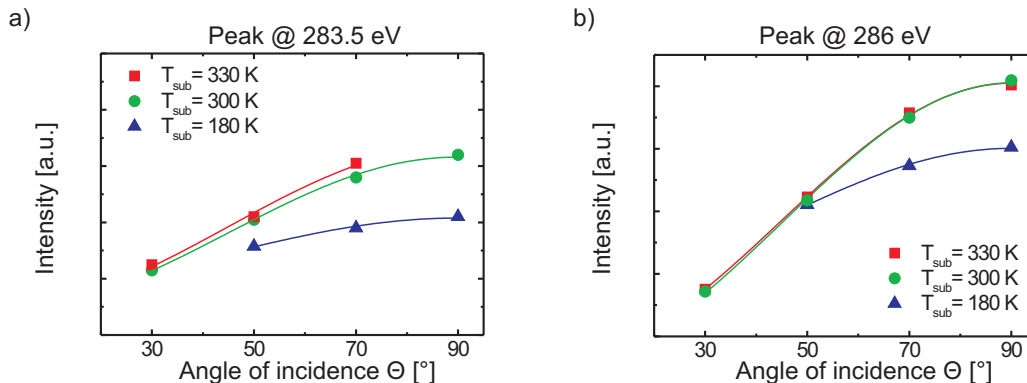 a)
Peak @ 283.5 eV
T_sub = 330 K
T_sub = 300 K
T_sub = 180 K
Intensity [a.u.]
30 50 70 90
Angle of incidence Θ [°]
b)
Peak @ 286 eV
Intensity [a.u.]
T_sub = 330 K
T_sub = 300 K
T_sub = 180 K
30 50 70 90
Angle of incidence Θ [°]